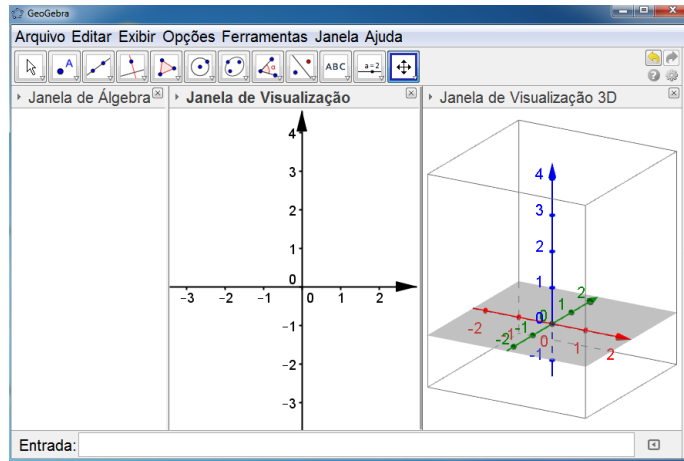 GeoGebra
Arquivo Editar Exibir Opções Ferramentas Janela Ajuda
A ABC a=2
Janela de Álgebra Janela de Visualização Janela de Visualização 3D
4
3
2
1
0
-3 -2 -1 0 1 2
-1
-2
-3
4
3
2
1
0
-1
-2 -1 0 1 2
-2 -1 0 1 2
Entrada: